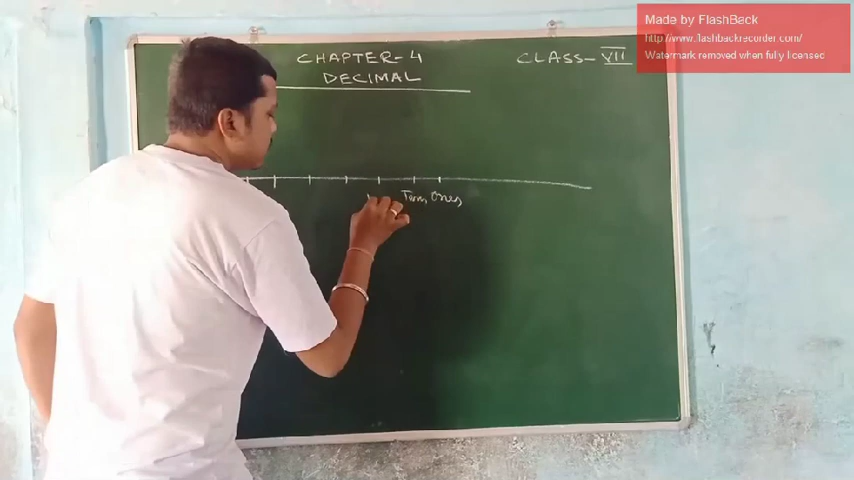 CHAPTER-4
CLASS-VII
DECIMAL
Tens, Ones,
Made by FlashBack
http://www.flashbackrecorder.com/
Watermark removed when fully licensed